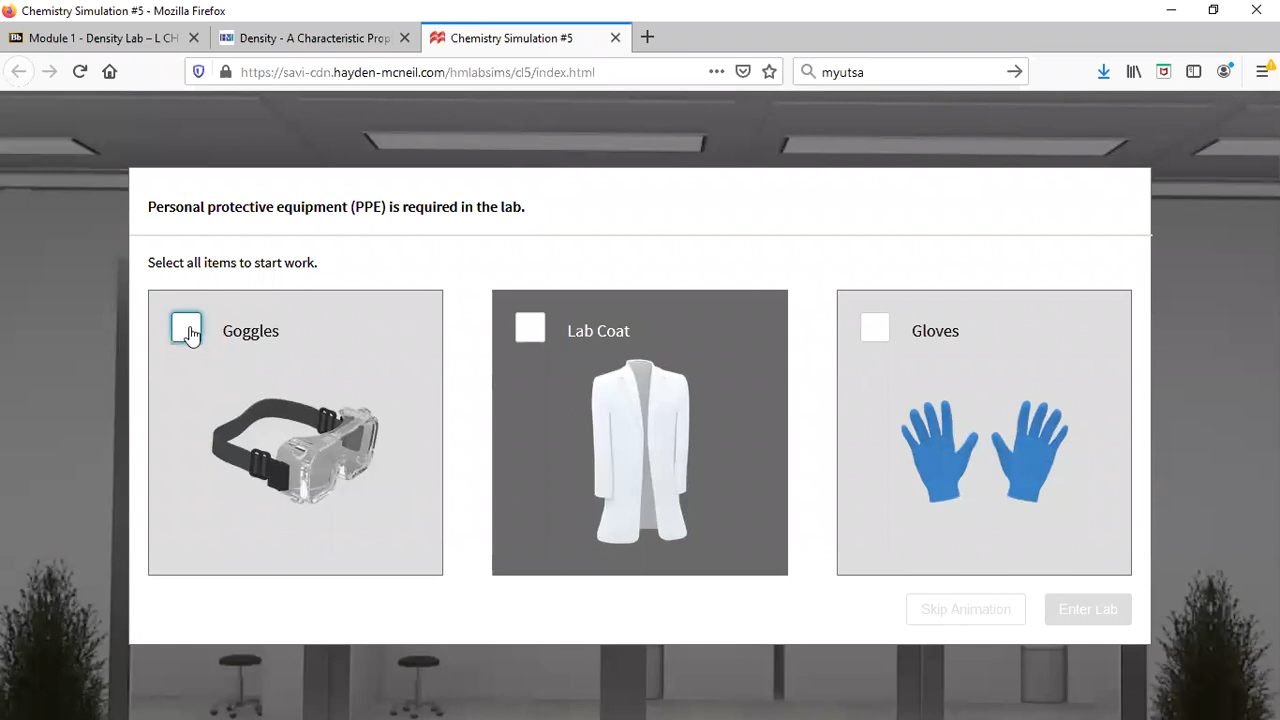 Chemistry Simulation #5 - Mozilla Firefox
Bb Module 1 - Density Lab – L CH
HM Density - A Characteristic Prop
Chemistry Simulation #5
https://savi-cdn.hayden-mcneil.com/hmlabsims/cl5/index.html
myutsa
Personal protective equipment (PPE) is required in the lab.
Select all items to start work.
Goggles
Lab Coat
Gloves
Skip Animation
Enter Lab